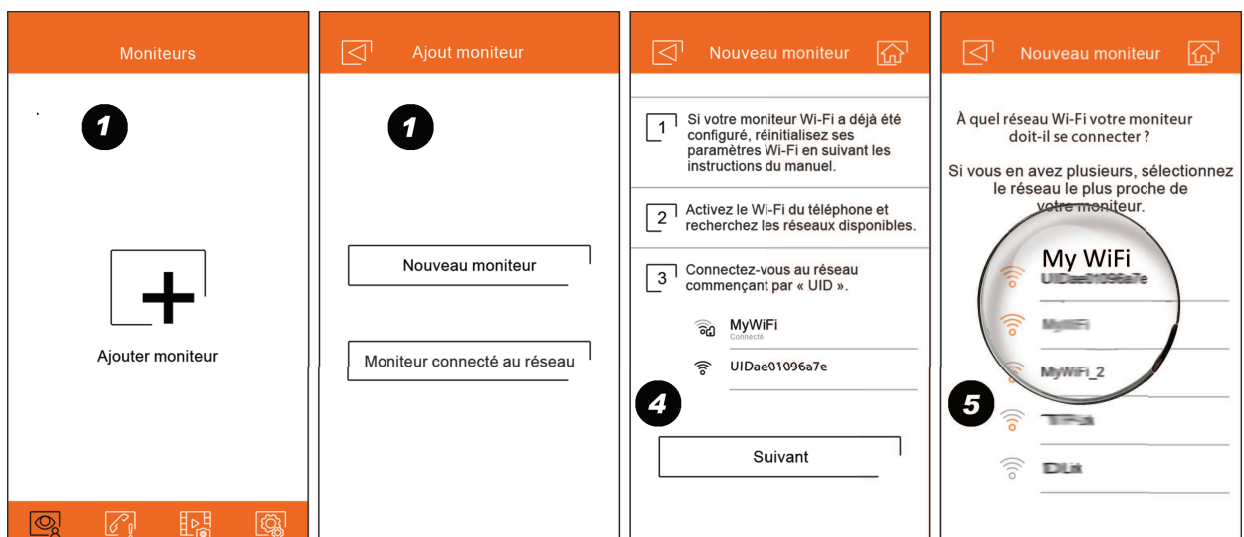 Moniteurs
1
Ajouter moniteur
Ajout moniteur
1
Nouveau moniteur
Moniteur connecté au réseau
Nouveau moniteur
1 Si votre moniteur Wi-Fi a déjà été
configuré, réinitialisez ses
paramètres Wi-Fi en suivant les
instructions du manuel.
2 Activez le Wi-Fi du téléphone et
recherchez les réseaux disponibles.
3 Connectez-vous au réseau
commençant par « UID ».
MyWiFi
Connecté
UIDae01096a7e
4
Suivant
Nouveau moniteur
À quel réseau Wi-Fi votre moniteur
doit-il se connecter ?
Si vous en avez plusieurs, sélectionnez
le réseau le plus proche de
votre moniteur.
My WiFi
UIDae01096a7e
MyWiFi
MyWiFi_2
5